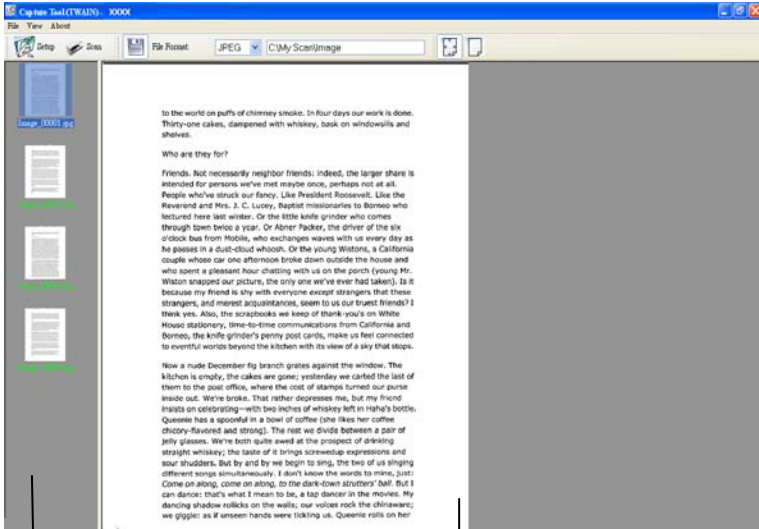 Capture Tool(TWAIN)- XXXX
File View About
Setup Scan File Format JPEG C:\My Scan\Image
Image_00001.jpg
to the world on puffs of chimney smoke. In four days our work is done.
Thirty-one cakes, dampened with whiskey, bask on windowsills and
shelves.
Who are they for?
Friends. Not necessarily neighbor friends: indeed, the larger share is
intended for persons we've met maybe once, perhaps not at all.
People who've struck our fancy. Like President Roosevelt. Like the
Reverend and Mrs. J. C. Lucey, Baptist missionaries to Borneo who
lectured here last winter. Or the little knife grinder who comes
through town twice a year. Or Abner Packer, the driver of the six
o'clock bus from Mobile, who exchanges waves with us every day as
he passes in a dust-cloud whoosh. Or the young Wistons, a California
couple whose car one afternoon broke down outside the house and
who spent a pleasant hour chatting with us on the porch (young Mr.
Wiston snapped our picture, the only one we've ever had taken). Is it
because my friend is shy with everyone except strangers that these
strangers, and merest acquaintances, seem to us our truest friends? I
think yes. Also, the scrapbooks we keep of thank-you's on White
House stationery, time-to-time communications from California and
Borneo, the knife grinder's penny post cards, make us feel connected
to eventful worlds beyond the kitchen with its view of a sky that stops.
Now a nude December fig branch grates against the window. The
kitchen is empty, the cakes are gone; yesterday we carted the last of
them to the post office, where the cost of stamps turned our purse
inside out. We're broke. That rather depresses me, but my friend
insists on celebrating—with two inches of whiskey left in Haha's bottle.
Queenie has a spoonful in a bowl of coffee (she likes her coffee
chicory-flavored and strong). The rest we divide between a pair of
jelly glasses. We're both quite awed at the prospect of drinking
straight whiskey; the taste of it brings screwedup expressions and
sour shudders. But by and by we begin to sing, the two of us singing
different songs simultaneously. I don't know the words to mine, just:
Come on along, come on along, to the dark-town strutters' ball. But I
can dance: that's what I mean to be, a tap dancer in the movies. My
dancing shadow rollicks on the walls; our voices rock the chinaware;
we giggle: as if unseen hands were tickling us. Queenie rolls on her